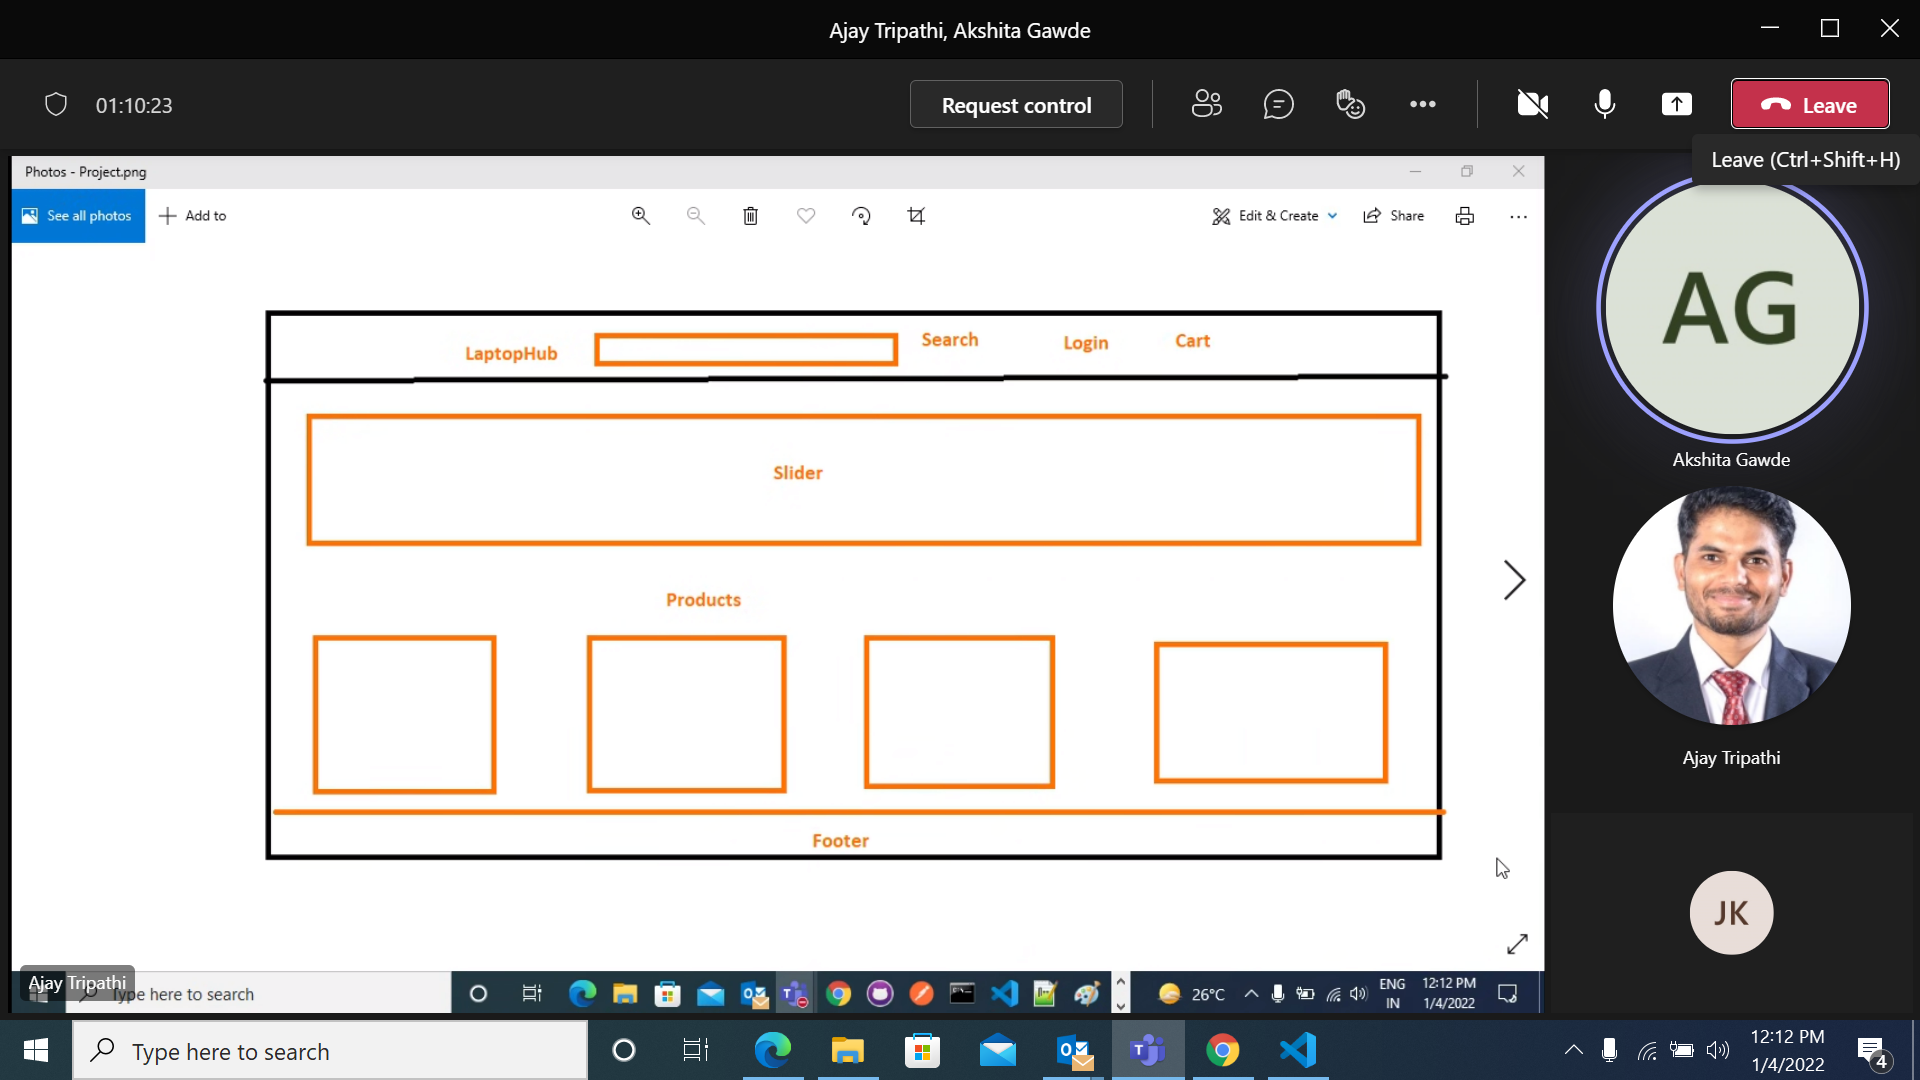 Ajay Tripathi, Akshita Gawde
01:10:23
Request control
Leave
Leave (Ctrl+Shift+H)
Photos - Project.png
See all photos
Add to
Edit & Create
Share
LaptopHub
Search
Login
Cart
Slider
Products
Footer
AG
Akshita Gawde
Ajay Tripathi
JK
Ajay Tripathi
Type here to search
26°C
ENG
IN
12:12 PM
1/4/2022
Type here to search
12:12 PM
1/4/2022
4